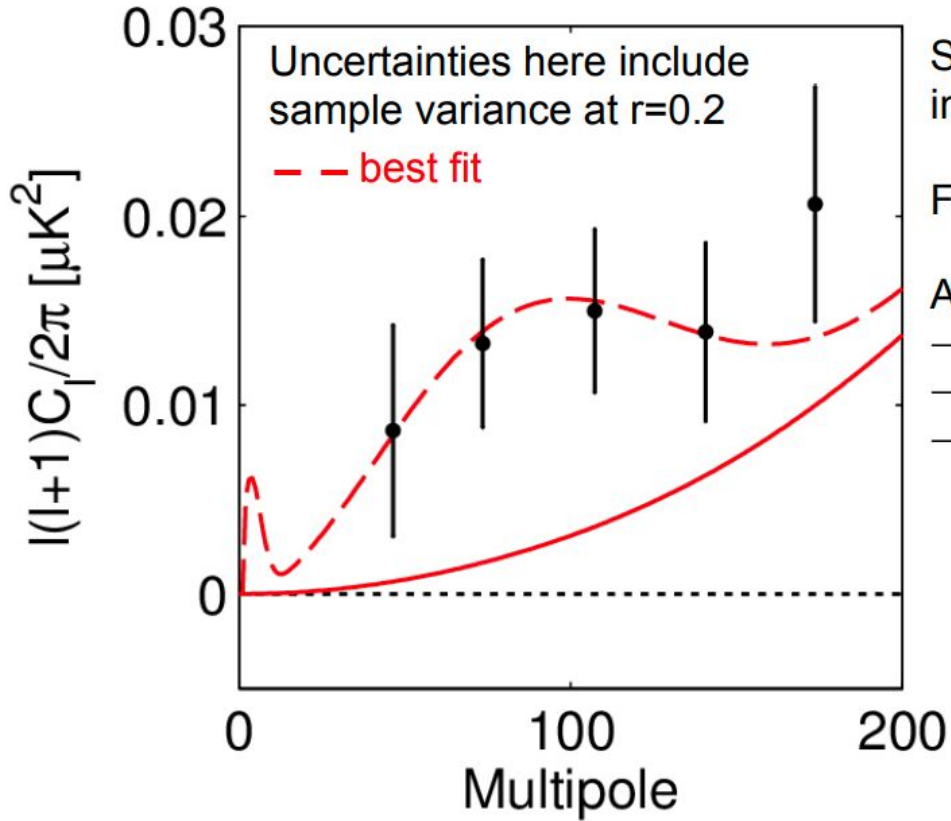 0.03
Uncertainties here include
sample variance at r=0.2
best fit
0.02
0.01
0
l(l+1)C_l/2π [μK²]
0 100 200
Multipole
S
in
F
A
–
–
–